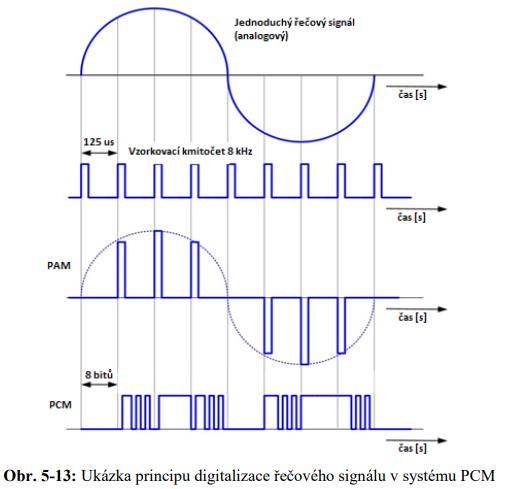 Jednoduchý řečový signál
(analogový)
čas [s]
125 us
Vzorkovací kmitočet 8 kHz
čas [s]
PAM
čas [s]
8 bitů
PCM
čas [s]
Obr. 5-13: Ukázka principu digitalizace řečového signálu v systému PCM